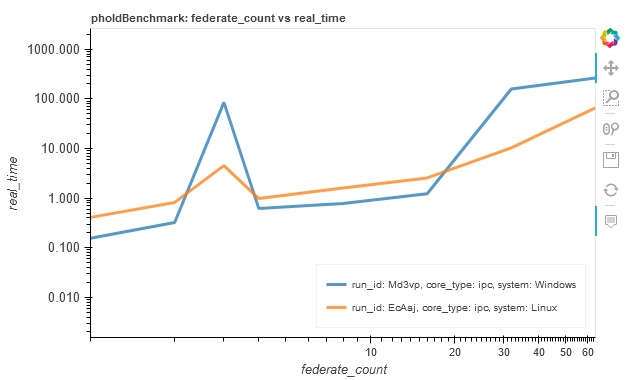 pholdBenchmark: federate_count vs real_time
1000.000
100.000
10.000
1.000
0.100
0.010
real_time
run_id: Md3vp, core_type: ipc, system: Windows
run_id: EcAaj, core_type: ipc, system: Linux
10 20 30 40 50 60
federate_count